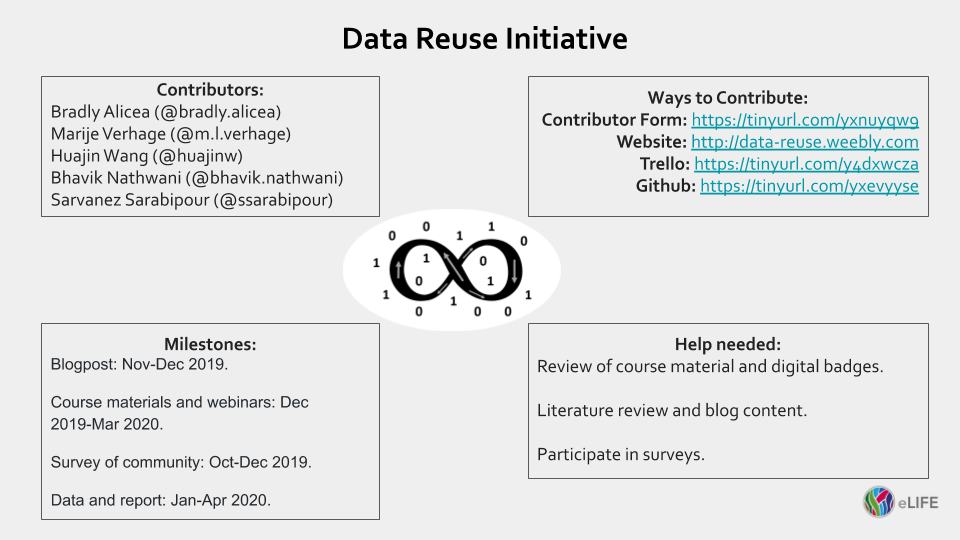 Data Reuse Initiative
Contributors:
Bradly Alicea (@bradly.alicea)
Marije Verhage (@m.l.verhage)
Huajin Wang (@huajinw)
Bhavik Nathwani (@bhavik.nathwani)
Sarvanez Sarabipour (@ssarabipour)
Ways to Contribute:
Contributor Form: https://tinyurl.com/yxnuyqw9
Website: http://data-reuse.weebly.com
Trello: https://tinyurl.com/y4dxwcza
Github: https://tinyurl.com/yxevyyse
0 0 1 1 0
1 1 0
0 1
1 0 1 0 0 1
Milestones:
Blogpost: Nov-Dec 2019.
Course materials and webinars: Dec
2019-Mar 2020.
Survey of community: Oct-Dec 2019.
Data and report: Jan-Apr 2020.
Help needed:
Review of course material and digital badges.
Literature review and blog content.
Participate in surveys.
eLIFE